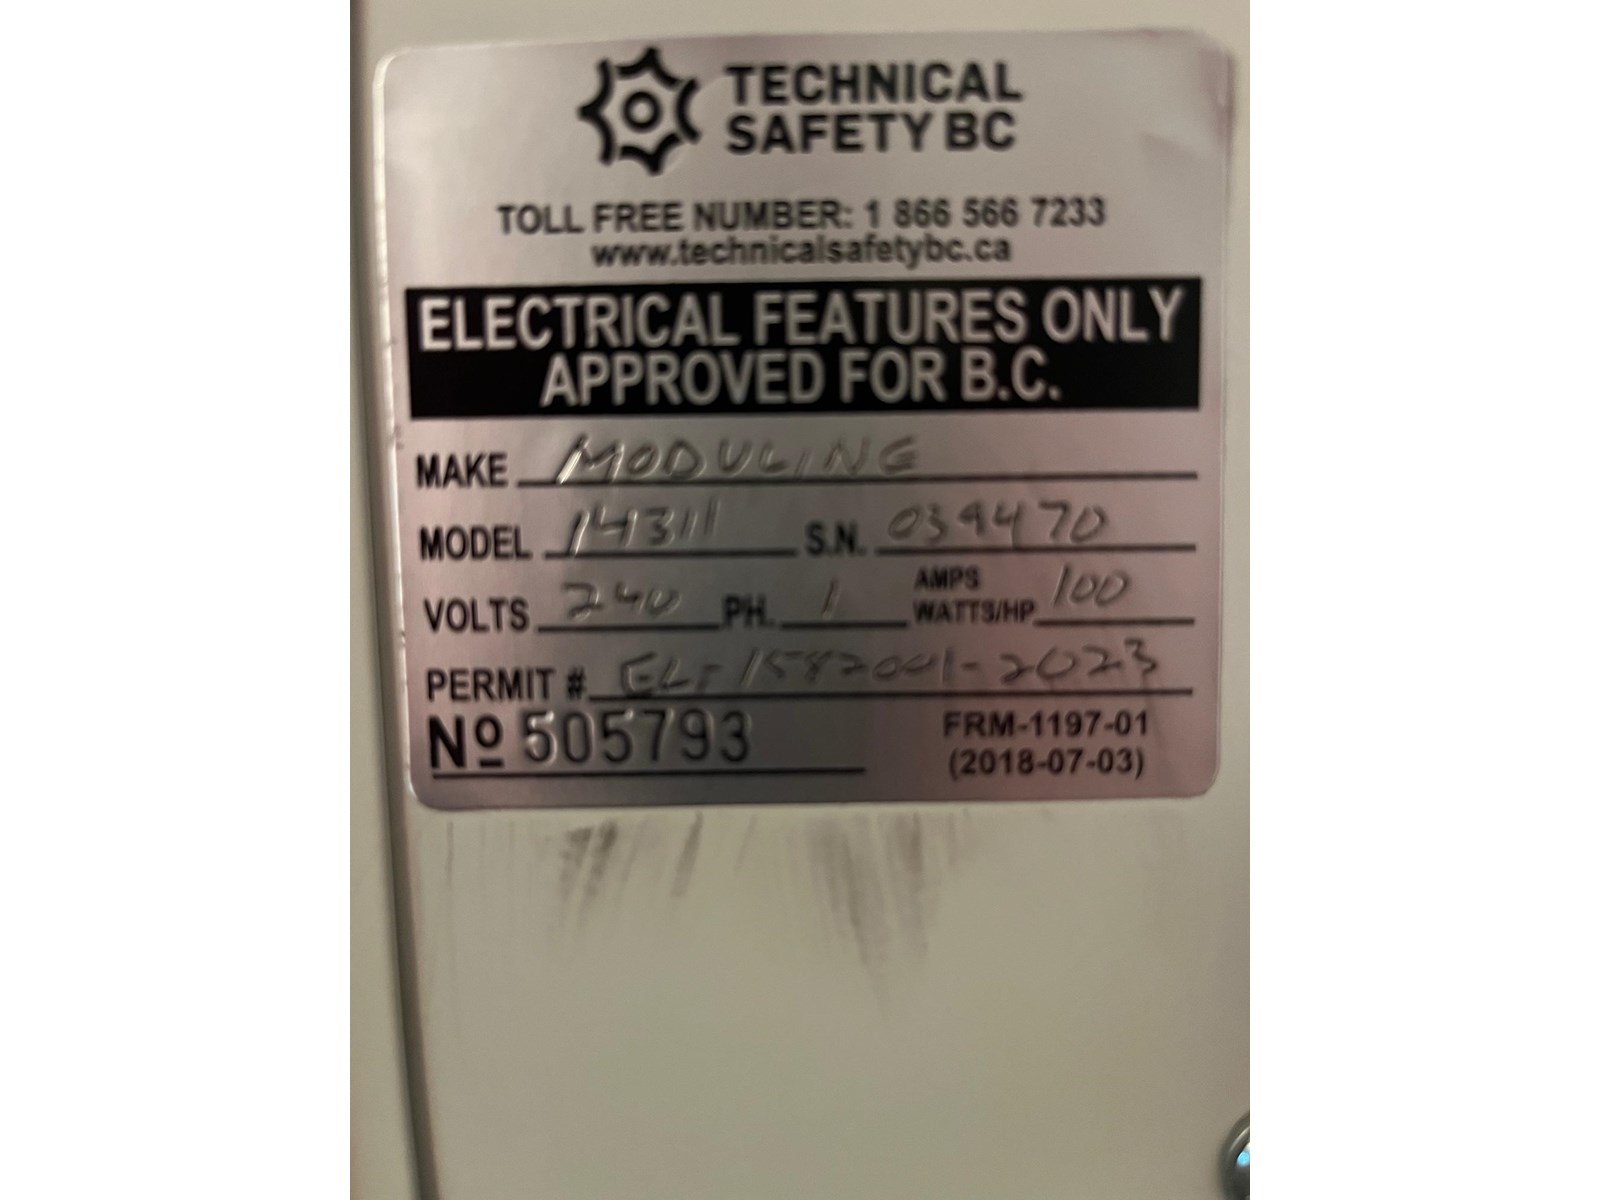 TECHNICAL
SAFETY BC
TOLL FREE NUMBER: 1 866 566 7233
www.technicalsafetybc.ca
ELECTRICAL FEATURES ONLY
APPROVED FOR B.C.
MAKE MODULINE
MODEL 14311 S.N. 039470
VOLTS 240 PH. 1 AMPS WATTS/HP 100
PERMIT #
No 505793
FRM-1197-01
(2018-07-03)